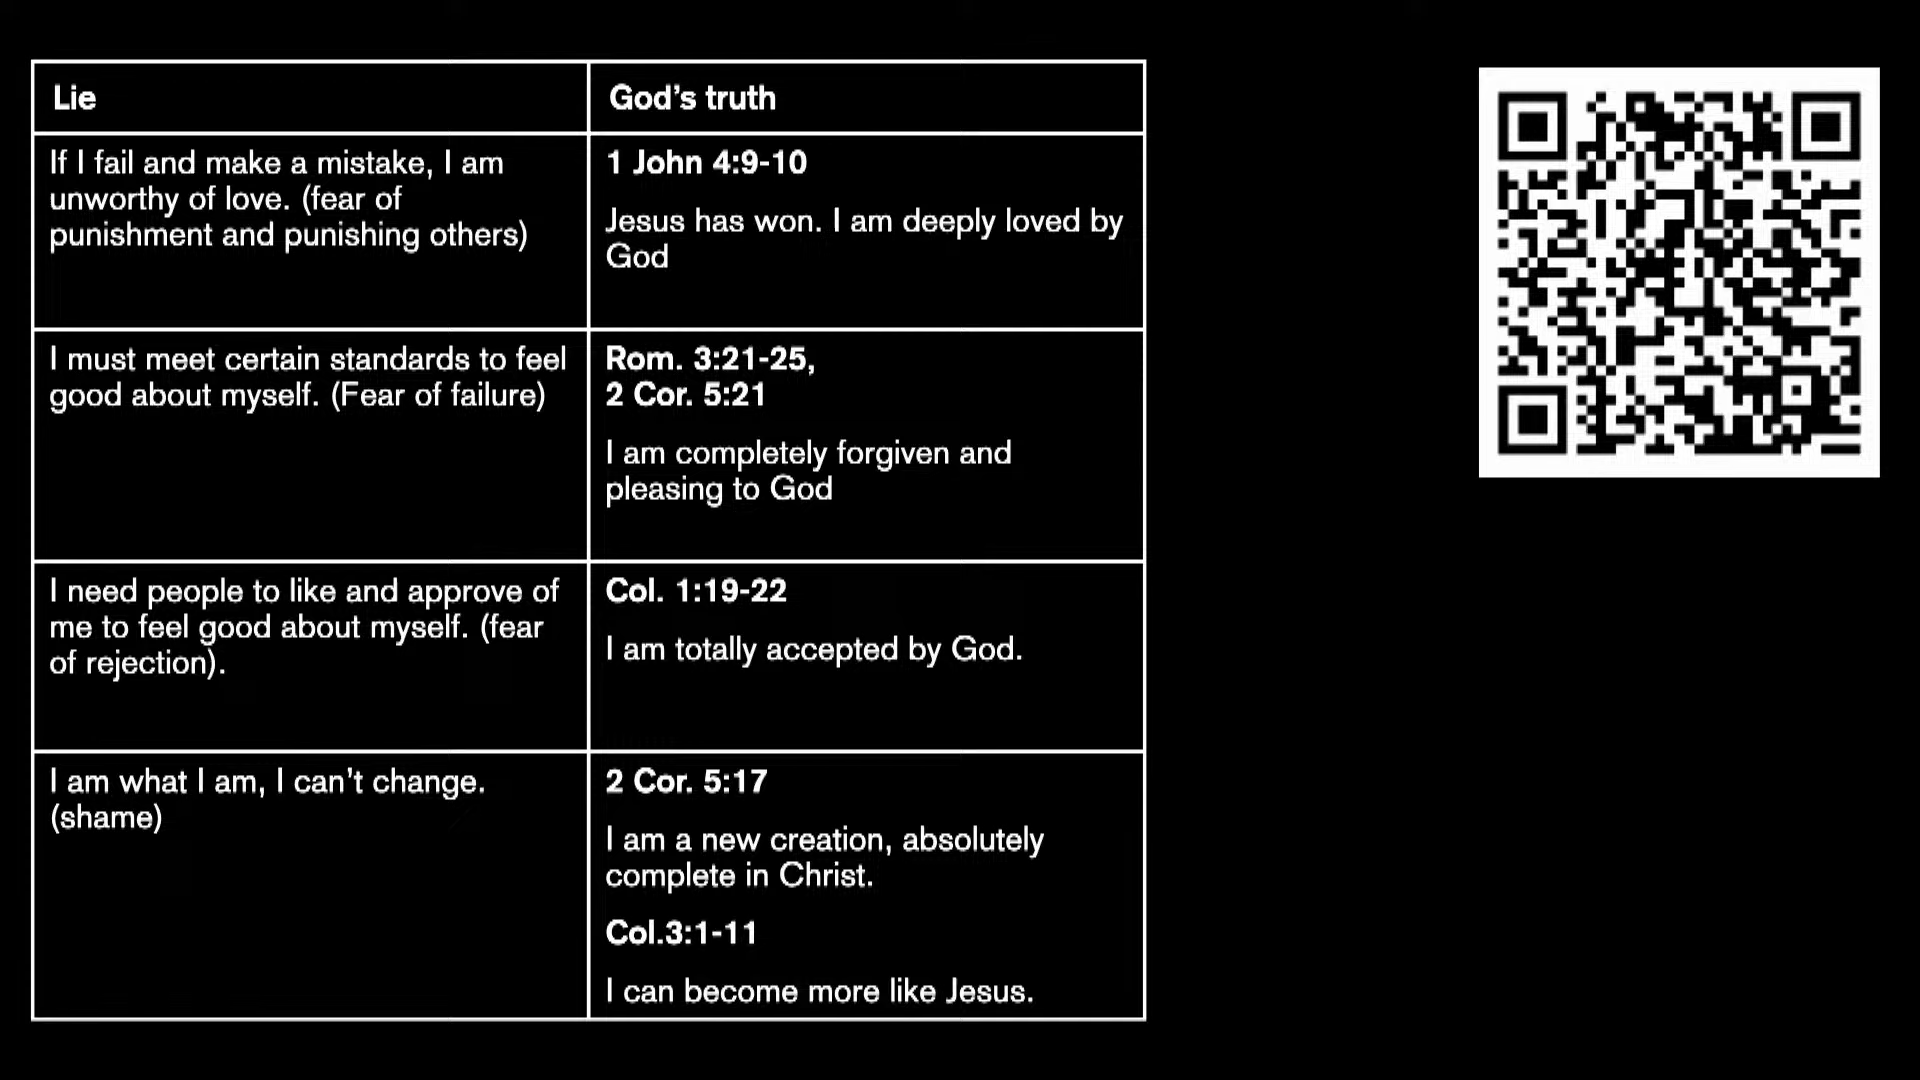 Lie
God's truth
If I fail and make a mistake, I am
unworthy of love. (fear of
punishment and punishing others)
1 John 4:9-10
Jesus has won. I am deeply loved by
God
I must meet certain standards to feel
good about myself. (Fear of failure)
Rom. 3:21-25,
2 Cor. 5:21
I am completely forgiven and
pleasing to God
I need people to like and approve of
me to feel good about myself. (fear
of rejection).
Col. 1:19-22
I am totally accepted by God.
I am what I am, I can't change.
(shame)
2 Cor. 5:17
I am a new creation, absolutely
complete in Christ.
Col.3:1-11
I can become more like Jesus.